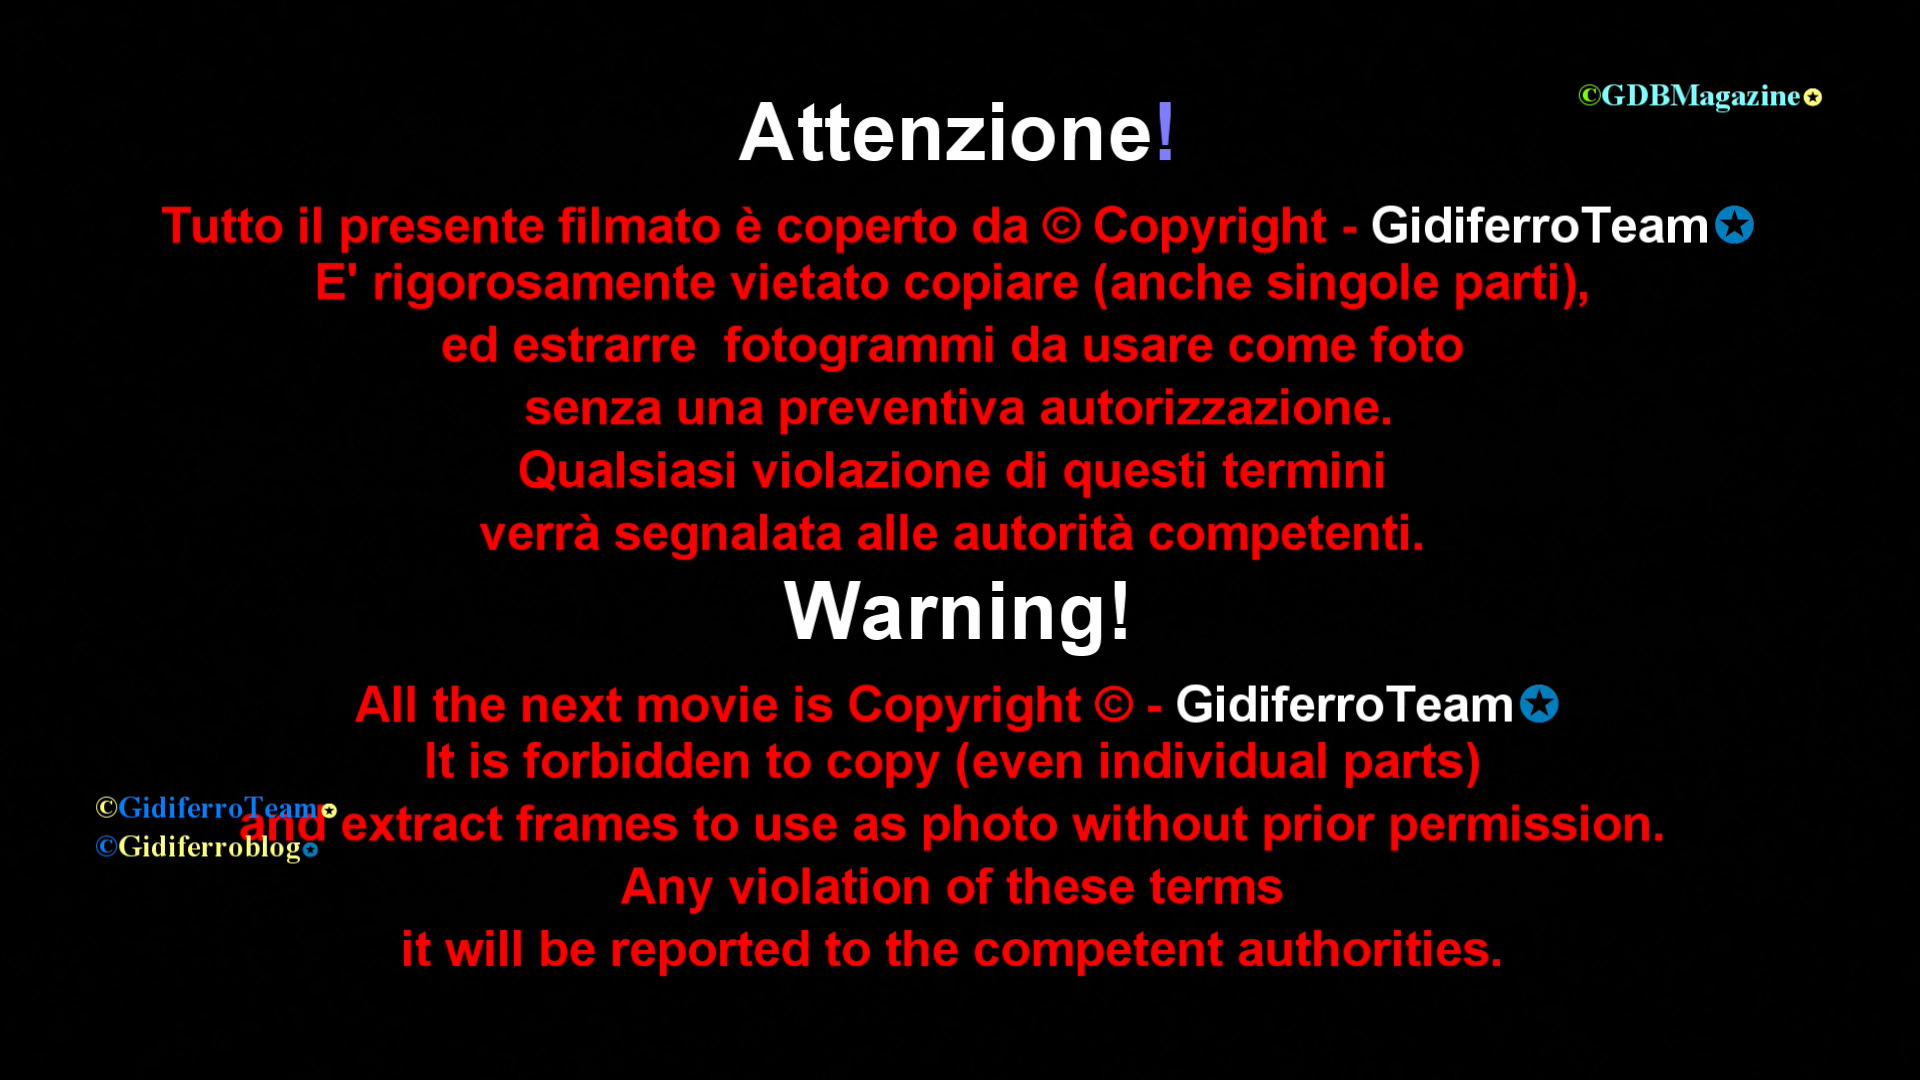 ©GDBMagazine✪
Attenzione!
Tutto il presente filmato è coperto da © Copyright - GidiferroTeam✪
E' rigorosamente vietato copiare (anche singole parti),
ed estrarre  fotogrammi da usare come foto
senza una preventiva autorizzazione.
Qualsiasi violazione di questi termini
verrà segnalata alle autorità competenti.
Warning!
All the next movie is Copyright © - GidiferroTeam✪
It is forbidden to copy (even individual parts)
©GidiferroTeam✪
and extract frames to use as photo without prior permission.
©Gidiferroblog✪
Any violation of these terms
it will be reported to the competent authorities.